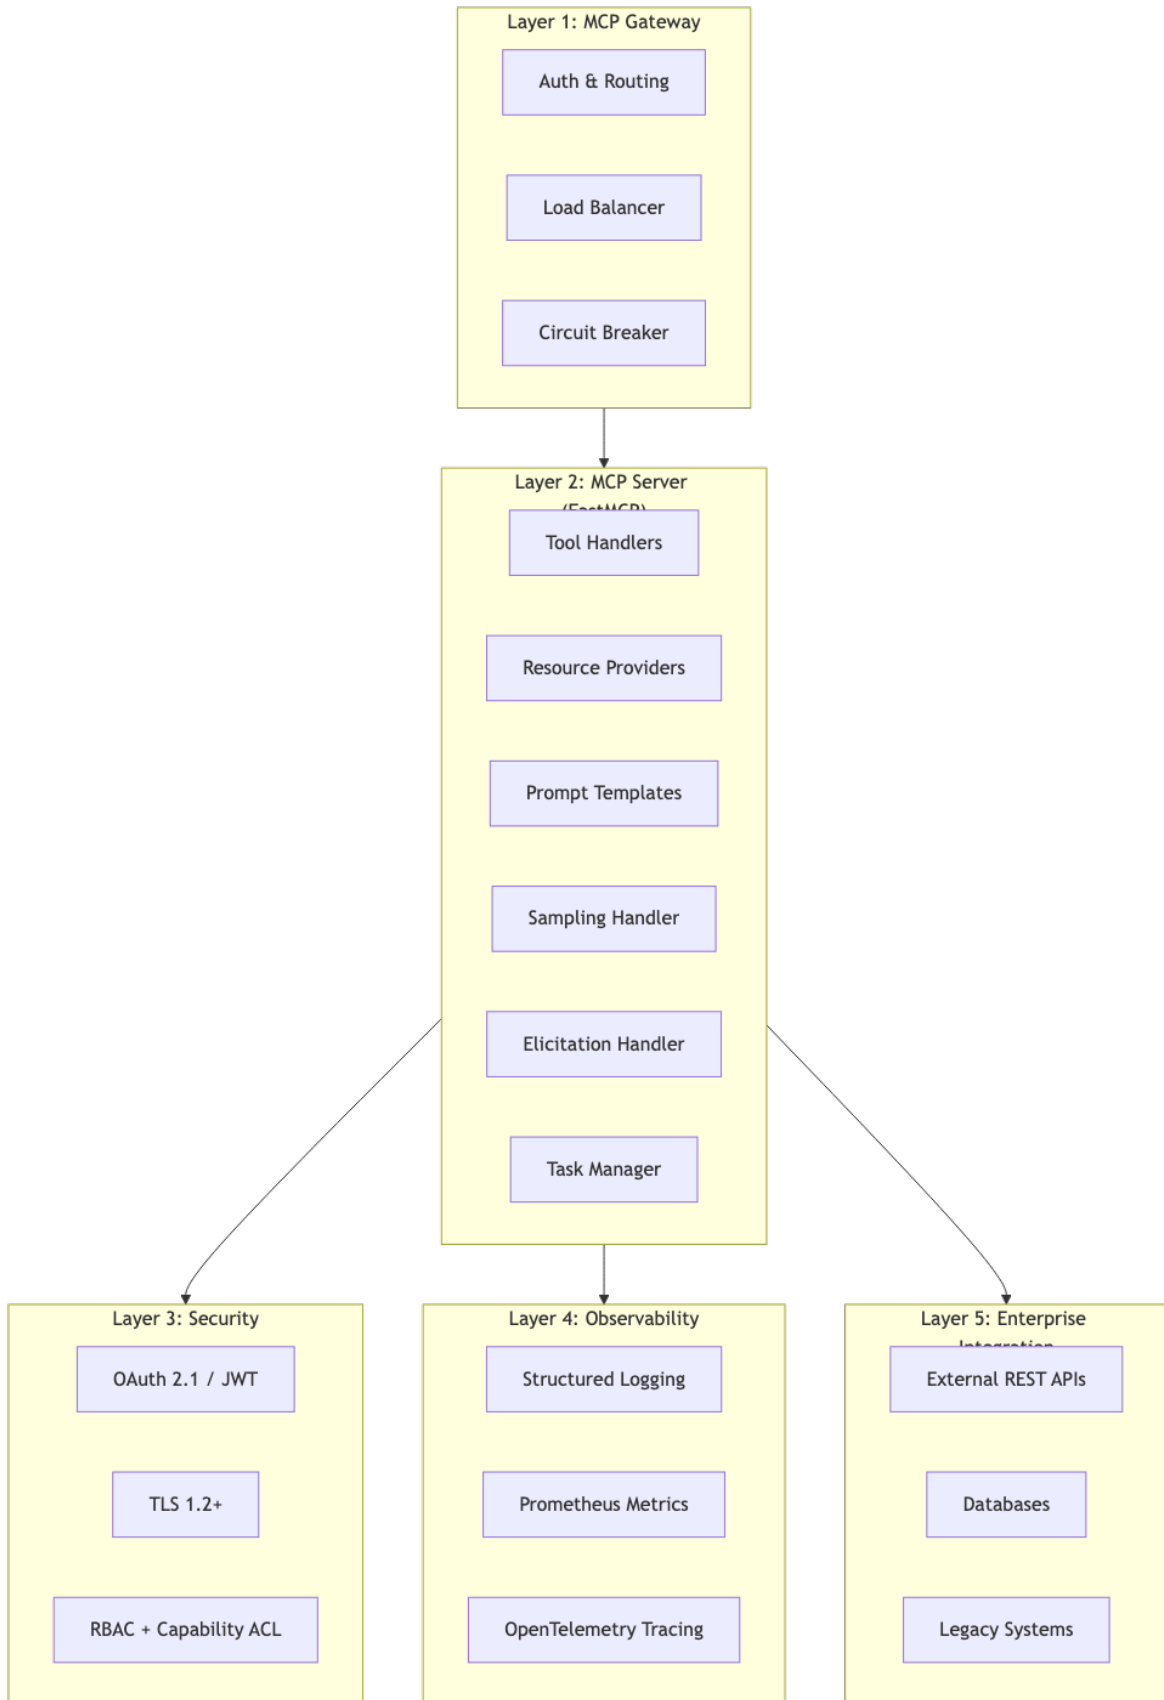 Layer 1: MCP Gateway
Auth & Routing
Load Balancer
Circuit Breaker
Layer 2: MCP Server
(FastMCP)
Tool Handlers
Resource Providers
Prompt Templates
Sampling Handler
Elicitation Handler
Task Manager
Layer 3: Security
OAuth 2.1 / JWT
TLS 1.2+
RBAC + Capability ACL
Layer 4: Observability
Structured Logging
Prometheus Metrics
OpenTelemetry Tracing
Layer 5: Enterprise
Integration
External REST APIs
Databases
Legacy Systems